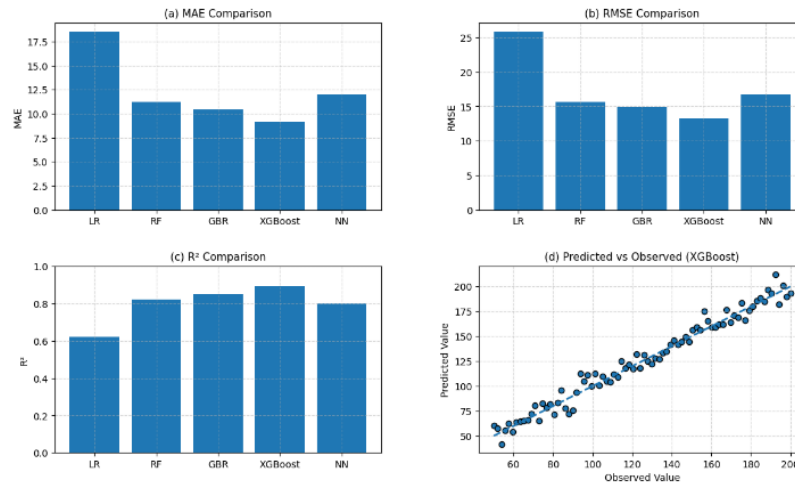 (a) MAE Comparison
17.5
15.0
12.5
10.0
7.5
5.0
2.5
0.0
MAE
LR RF GBR XGBoost NN
(b) RMSE Comparison
25
20
15
10
5
0
RMSE
LR RF GBR XGBoost NN
(c) R² Comparison
1.0
0.8
0.6
0.4
0.2
0.0
R²
LR RF GBR XGBoost NN
(d) Predicted vs Observed (XGBoost)
200
175
150
125
100
75
50
Predicted Value
60 80 100 120 140 160 180 200
Observed Value